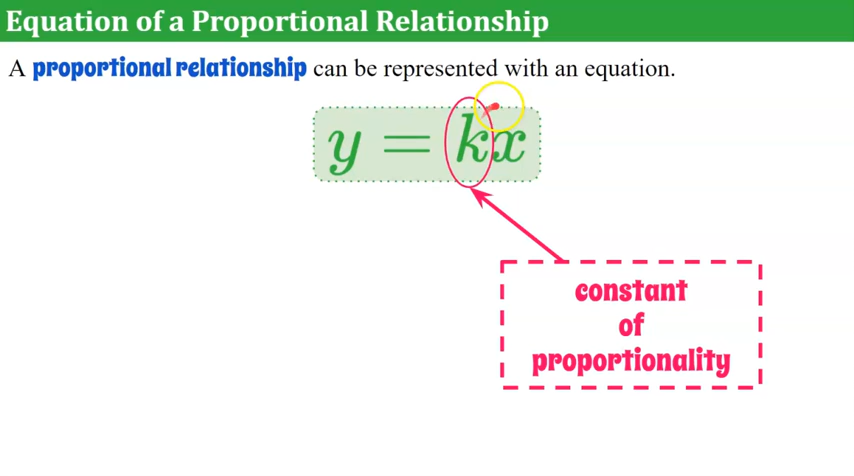 Equation of a Proportional Relationship
A proportional relationship can be represented with an equation.
y = kx
constant
of
proportionality